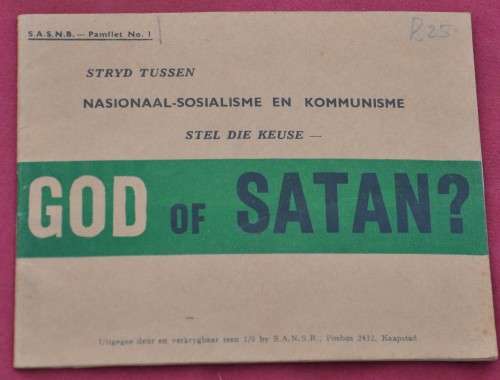 S.A.S.N.B. — Pamflet No. 1
R25
STRYD TUSSEN
NASIONAAL-SOSIALISME EN KOMMUNISME
STEL DIE KEUSE —
GOD OF SATAN?
Uitgegee deur en verkrygbaar teen 1/0 by S.A.N.S.R., Posbus 2432, Kaapstad